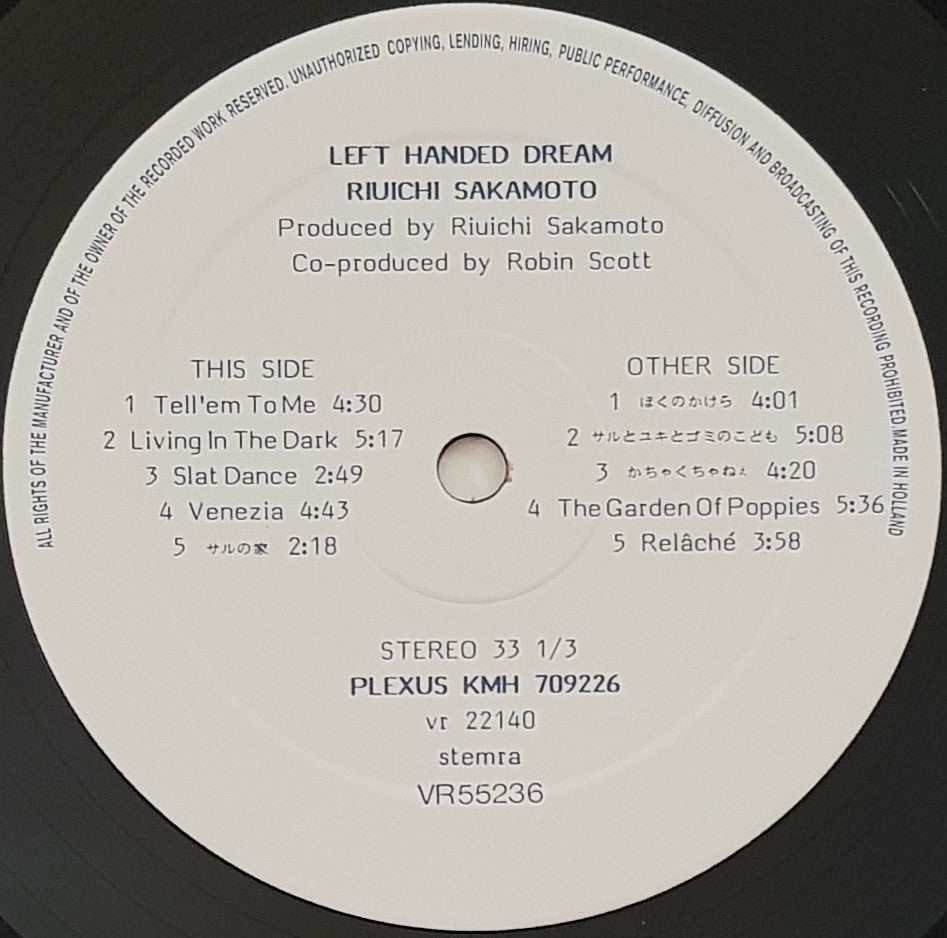 ALL RIGHTS OF THE MANUFACTURER AND OF THE OWNER OF THE RECORDED WORK RESERVED. UNAUTHORIZED COPYING, LENDING, HIRING, PUBLIC PERFORMANCE, DIFFUSION AND BROADCASTING OF THIS RECORDING PROHIBITED.MADE IN HOLLAND
LEFT HANDED DREAM
RIUICHI SAKAMOTO
Produced by Riuichi Sakamoto
Co-produced by Robin Scott
THIS SIDE
1 Tell'em To Me 4:30
2 Living In The Dark 5:17
3 Slat Dance 2:49
4 Venezia 4:43
5 サルの家 2:18
OTHER SIDE
1 ぼくのかけら 4:01
2 サルとユキとゴミのこども 5:08
3 かちゃくちゃねぇ 4:20
4 The Garden Of Poppies 5:36
5 Relâché 3:58
STEREO 33 1/3
PLEXUS KMH 709226
vr 22140
stemra
VR55236